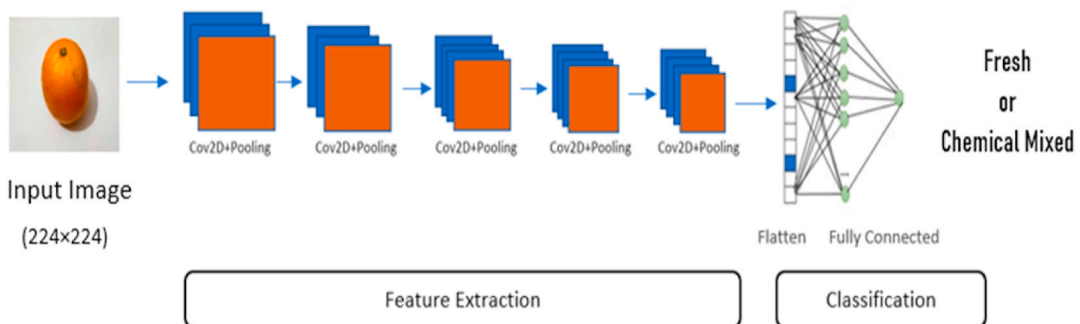 Cov2D+Pooling
Cov2D+Pooling
Cov2D+Pooling
Cov2D+Pooling
Cov2D+Pooling
Fresh
or
Chemical Mixed
Input Image
(224×224)
...
Flatten
Fully Connected
Feature Extraction
Classification